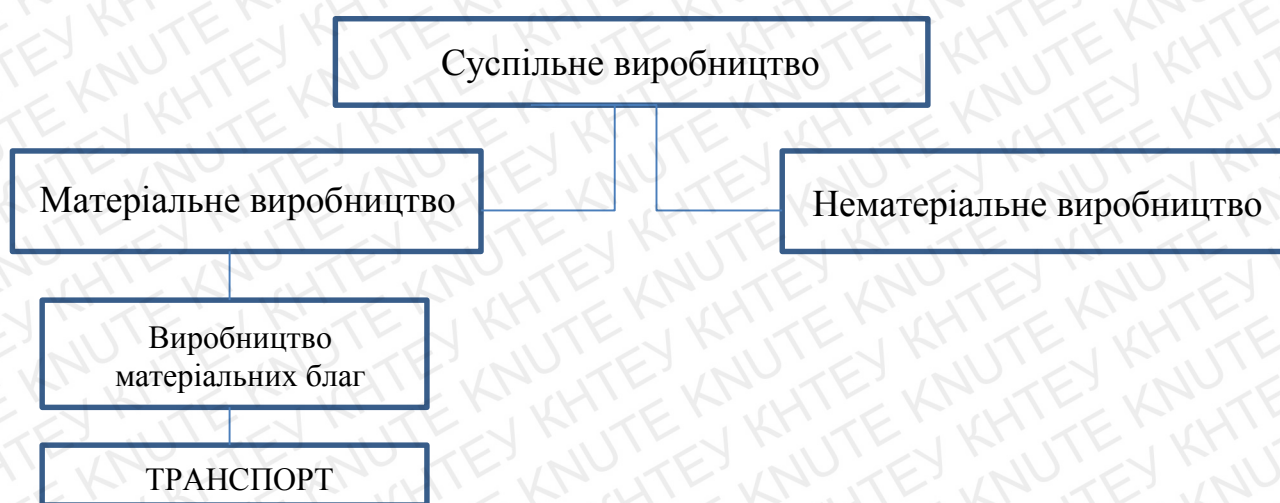 Суспільне виробництво
Матеріальне виробництво
Нематеріальне виробництво
Виробництво
матеріальних благ
ТРАНСПОРТ